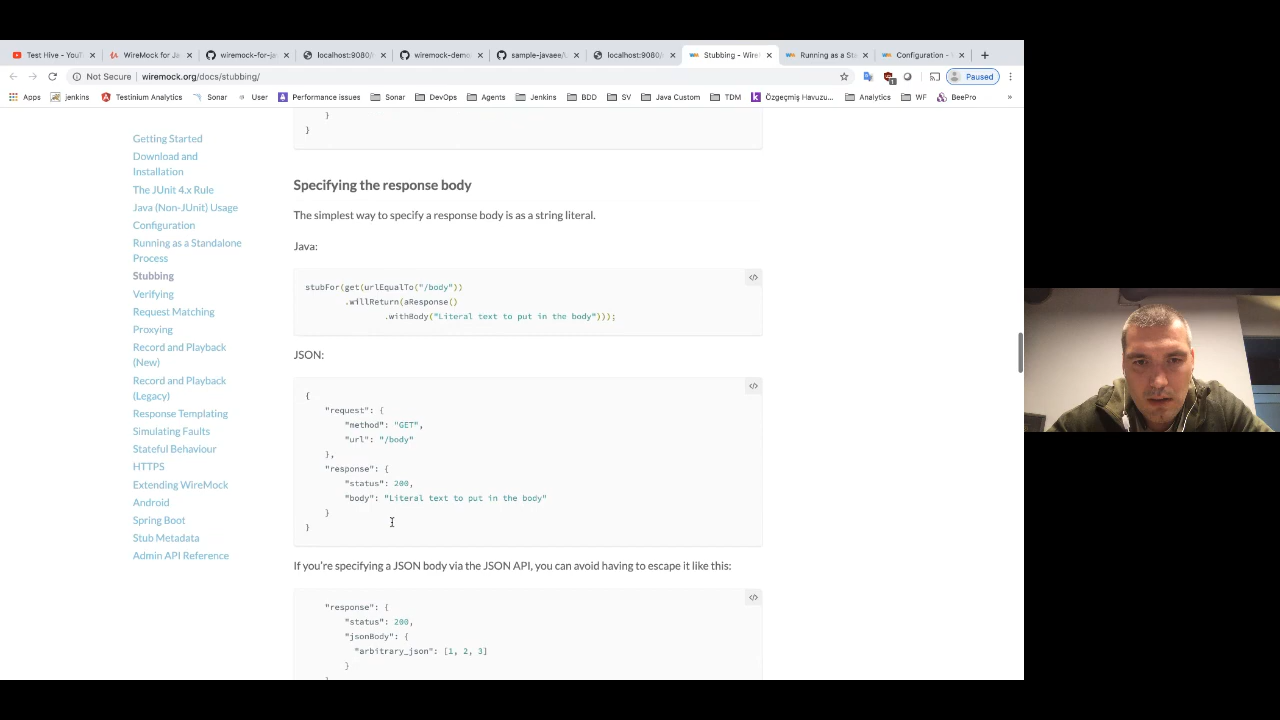 Test Hive - YouT
WireMock for Ja
wiremock-for-ja
localhost:9080/
wiremock-demo
sample-javaee/
localhost:9080/
Stubbing - Wire
Running as a Sta
Configuration -
Not Secure
wiremock.org/docs/stubbing/
Paused
Apps
jenkins
Testinium Analytics
Sonar
User
Performance issues
Sonar
DevOps
Agents
Jenkins
BDD
SV
Java Custom
TDM
Özgeçmiş Havuzu...
Analytics
WF
BeePro
»
Getting Started
Download and
Installation
The JUnit 4.x Rule
Java (Non-JUnit) Usage
Configuration
Running as a Standalone
Process
Stubbing
Verifying
Request Matching
Proxying
Record and Playback
(New)
Record and Playback
(Legacy)
Response Templating
Simulating Faults
Stateful Behaviour
HTTPS
Extending WireMock
Android
Spring Boot
Stub Metadata
Admin API Reference
}
}
Specifying the response body
The simplest way to specify a response body is as a string literal.
Java:
</>
stubFor(get(urlEqualTo("/body"))
.willReturn(aResponse()
.withBody("Literal text to put in the body")));
JSON:
</>
{
"request": {
"method": "GET",
"url": "/body"
},
"response": {
"status": 200,
"body": "Literal text to put in the body"
}
}
If you're specifying a JSON body via the JSON API, you can avoid having to escape it like this:
</>
"response": {
"status": 200,
"jsonBody": {
"arbitrary_json": [1, 2, 3]
}